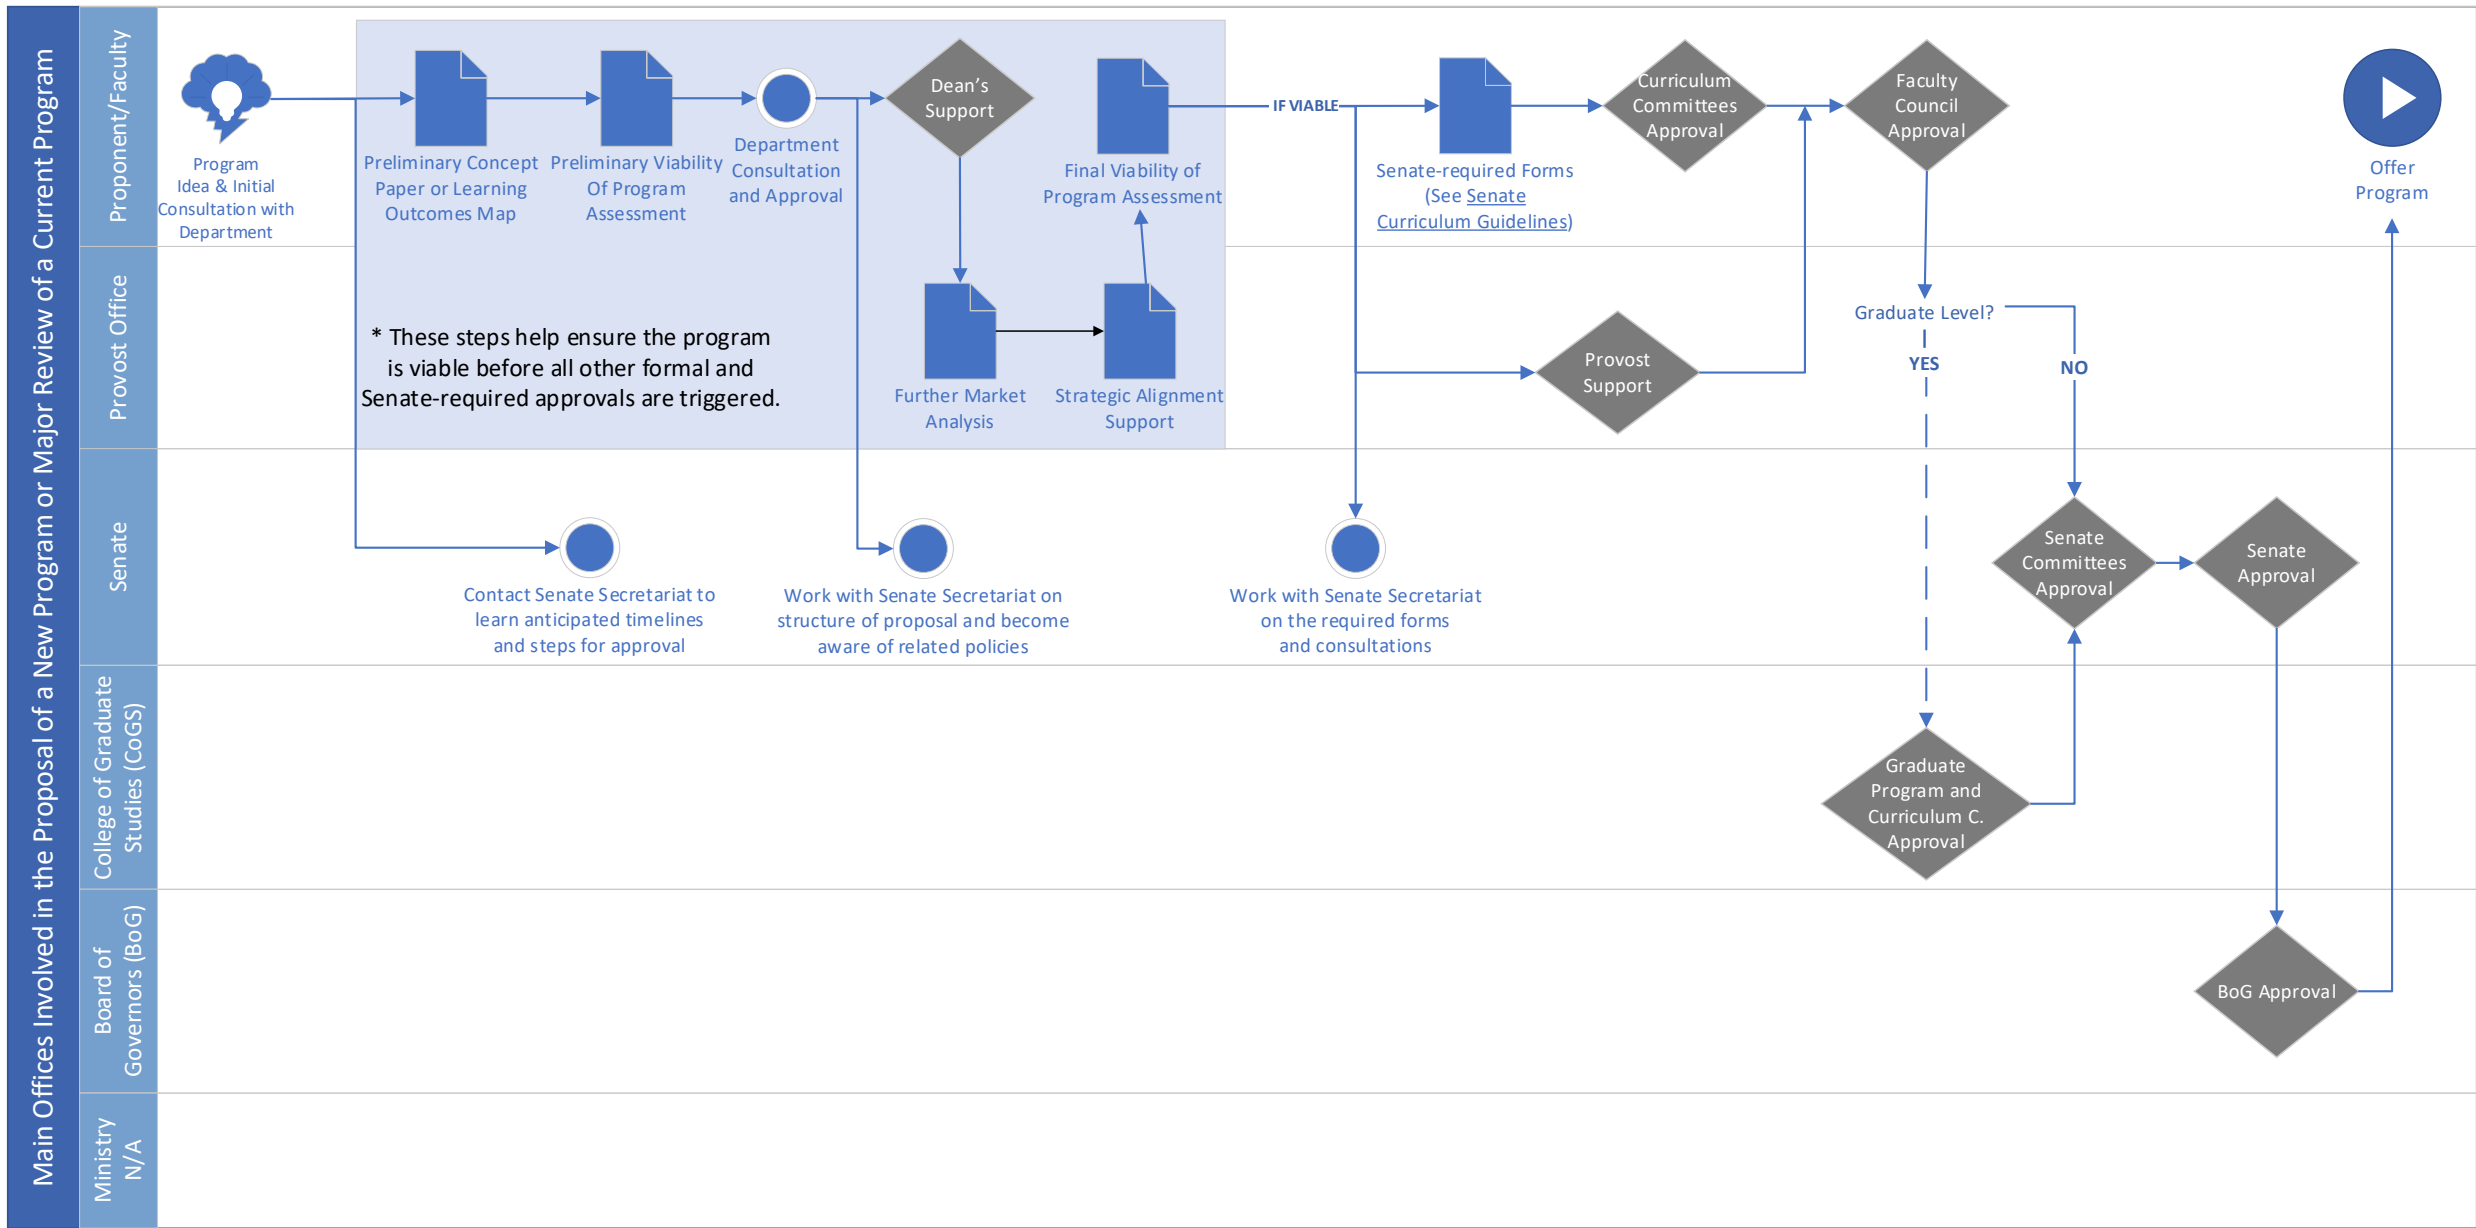 Main Offices Involved in the Proposal of a New Program or Major Review of a Current Program
Proponent/Faculty
Program
Idea & Initial
Consultation with
Department
Preliminary Concept
Paper or Learning
Outcomes Map
Preliminary Viability
Of Program
Assessment
Department
Consultation
and Approval
Dean's
Support
Final Viability of
Program Assessment
IF VIABLE
Senate-required Forms
(See Senate
Curriculum Guidelines)
Curriculum
Committees
Approval
Faculty
Council
Approval
Offer
Program
Provost Office
* These steps help ensure the program
is viable before all other formal and
Senate-required approvals are triggered.
Further Market
Analysis
Strategic Alignment
Support
Provost
Support
Graduate Level?
YES
NO
Senate
Contact Senate Secretariat to
learn anticipated timelines
and steps for approval
Work with Senate Secretariat on
structure of proposal and become
aware of related policies
Work with Senate Secretariat
on the required forms
and consultations
Senate
Committees
Approval
Senate
Approval
College of Graduate
Studies (CoGS)
Graduate
Program and
Curriculum C.
Approval
Board of
Governors (BoG)
BoG Approval
Ministry
N/A